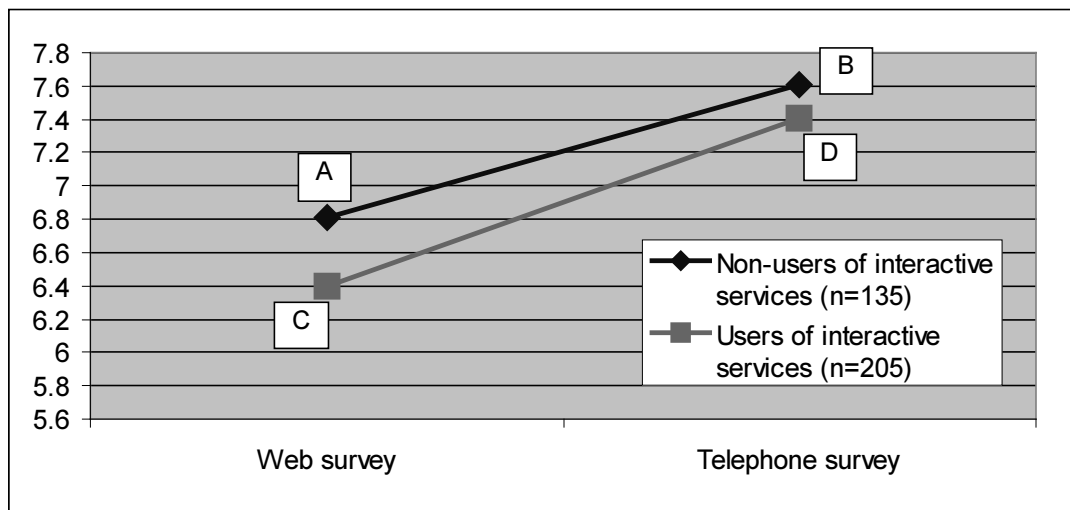 7.8
7.6
7.4
7.2
7
6.8
6.6
6.4
6.2
6
5.8
5.6
A
B
C
D
Non-users of interactive
services (n=135)
Users of interactive
services (n=205)
Web survey
Telephone survey